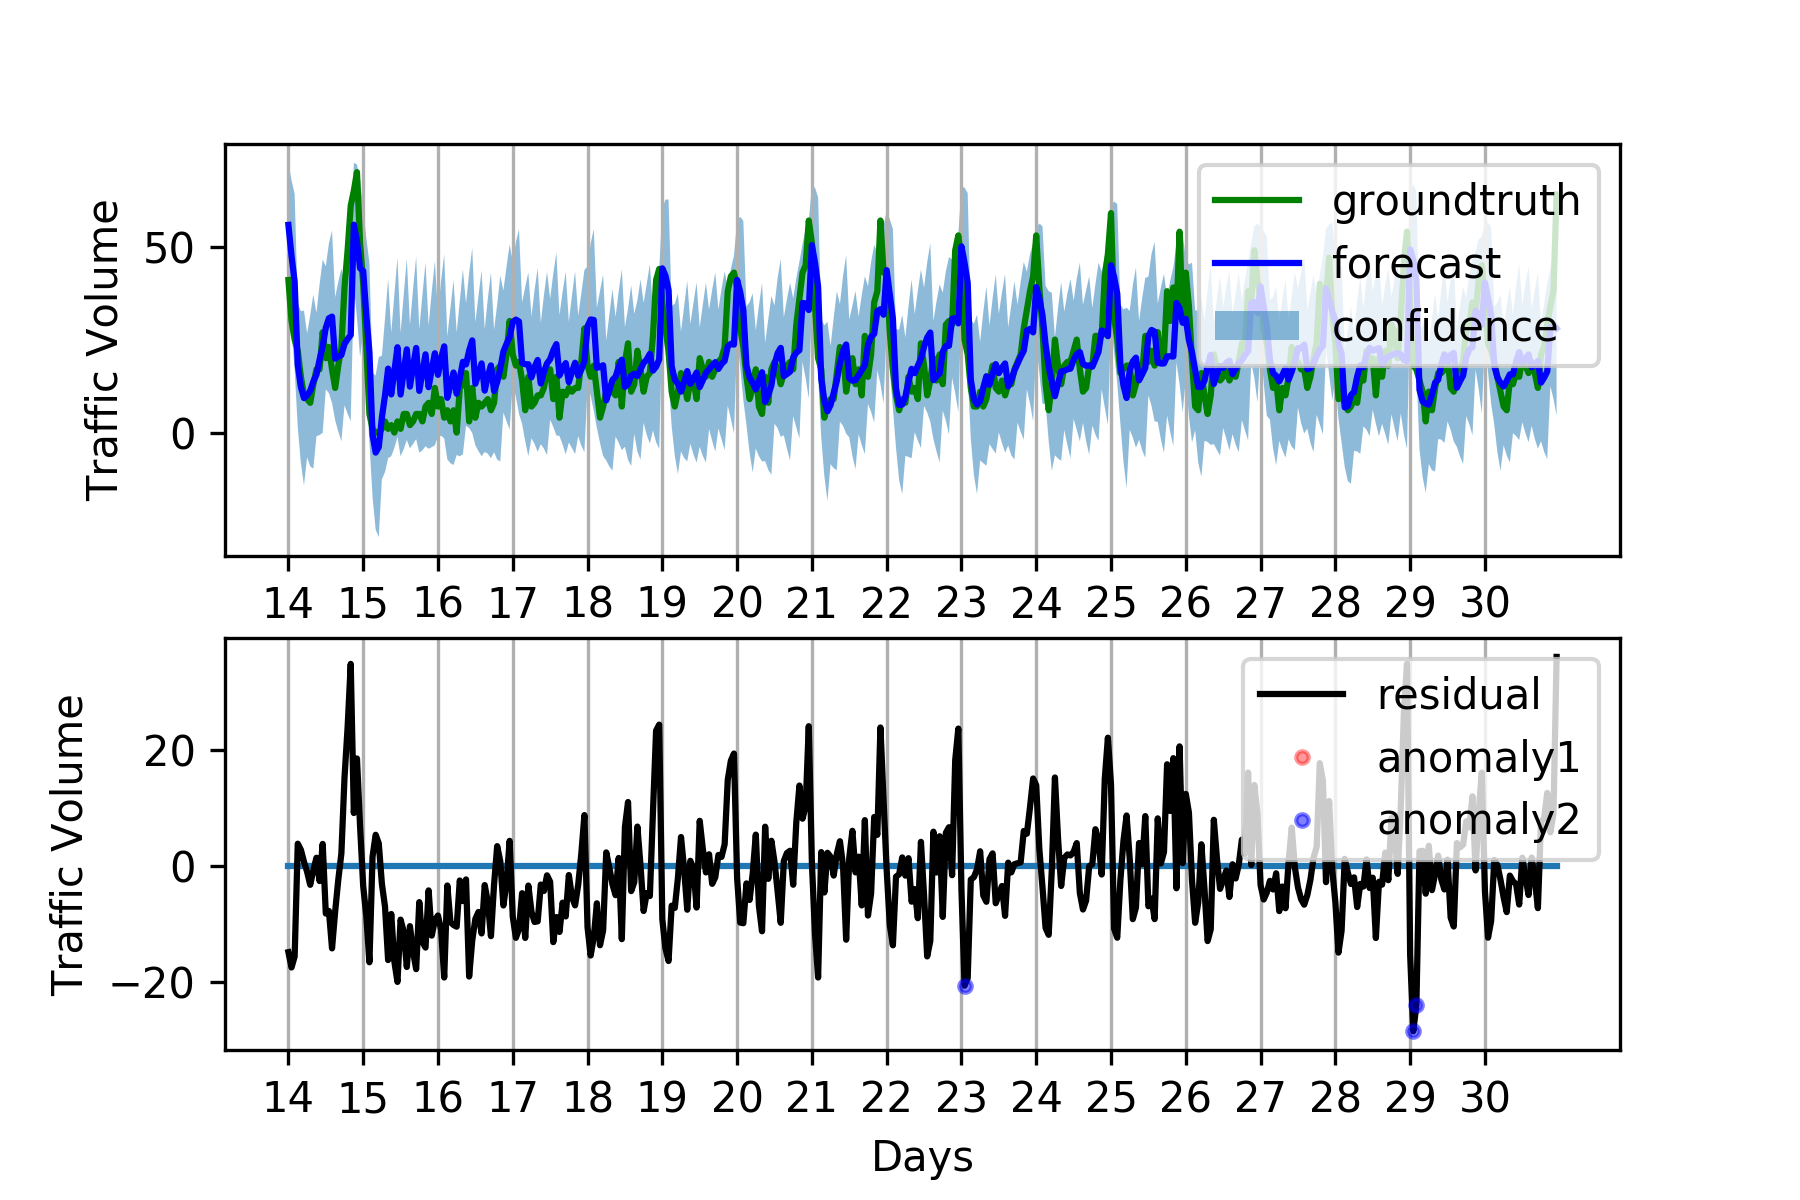 Traffic Volume
50
0
groundtruth
forecast
confidence
14 15 16 17 18 19 20 21 22 23 24 25 26 27 28 29 30
Traffic Volume
20
0
−20
residual
anomaly1
anomaly2
14 15 16 17 18 19 20 21 22 23 24 25 26 27 28 29 30
Days